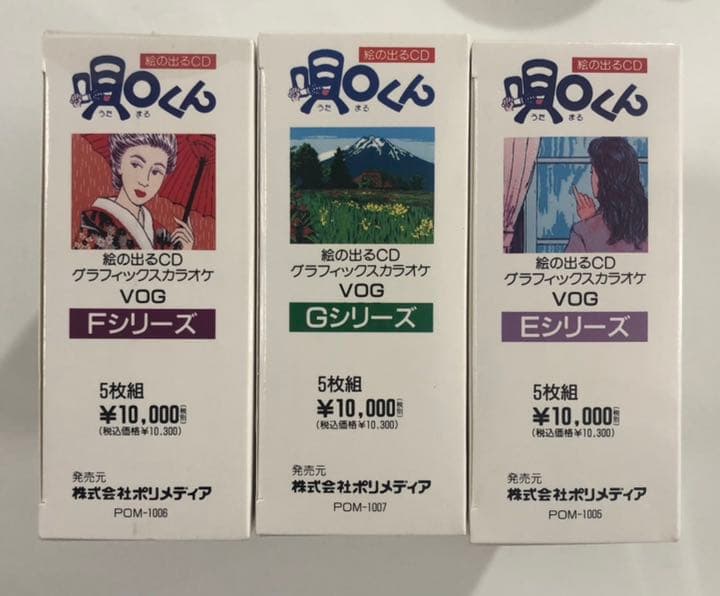 絵の出るCD
唄○くん
うた まる
絵の出るCD
グラフィックスカラオケ
VOG
Fシリーズ
5枚組
¥10,000(税別)
(税込価格¥10.300)
発売元
株式会社ポリメディア
POM-1006
絵の出るCD
唄○くん
うた まる
絵の出るCD
グラフィックスカラオケ
VOG
Gシリーズ
5枚組
¥10,000(税別)
(税込価格¥10.300)
発売元
株式会社ポリメディア
POM-1007
絵の出るCD
唄○くん
うた まる
絵の出るCD
グラフィックスカラオケ
VOG
Eシリーズ
5枚組
¥10,000(税別)
(税込価格¥10.300)
発売元
株式会社ポリメディア
POM-1005